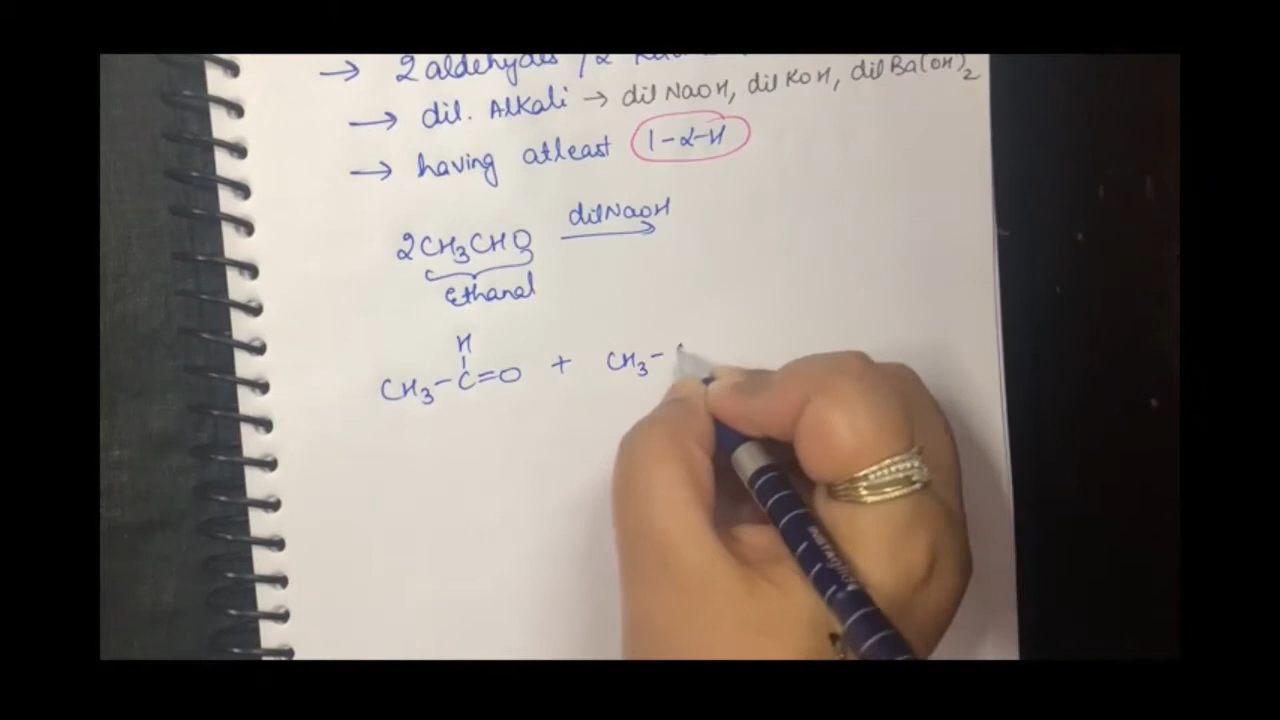 → 2 aldehydes / 2
→ dil. Alkali → dil NaOH, dil KOH, dil Ba(OH)₂
→ having atleast 1-α-H
2CH₃CHO dil NaOH →
Ethanal
H
CH₃-C=O + CH₃-